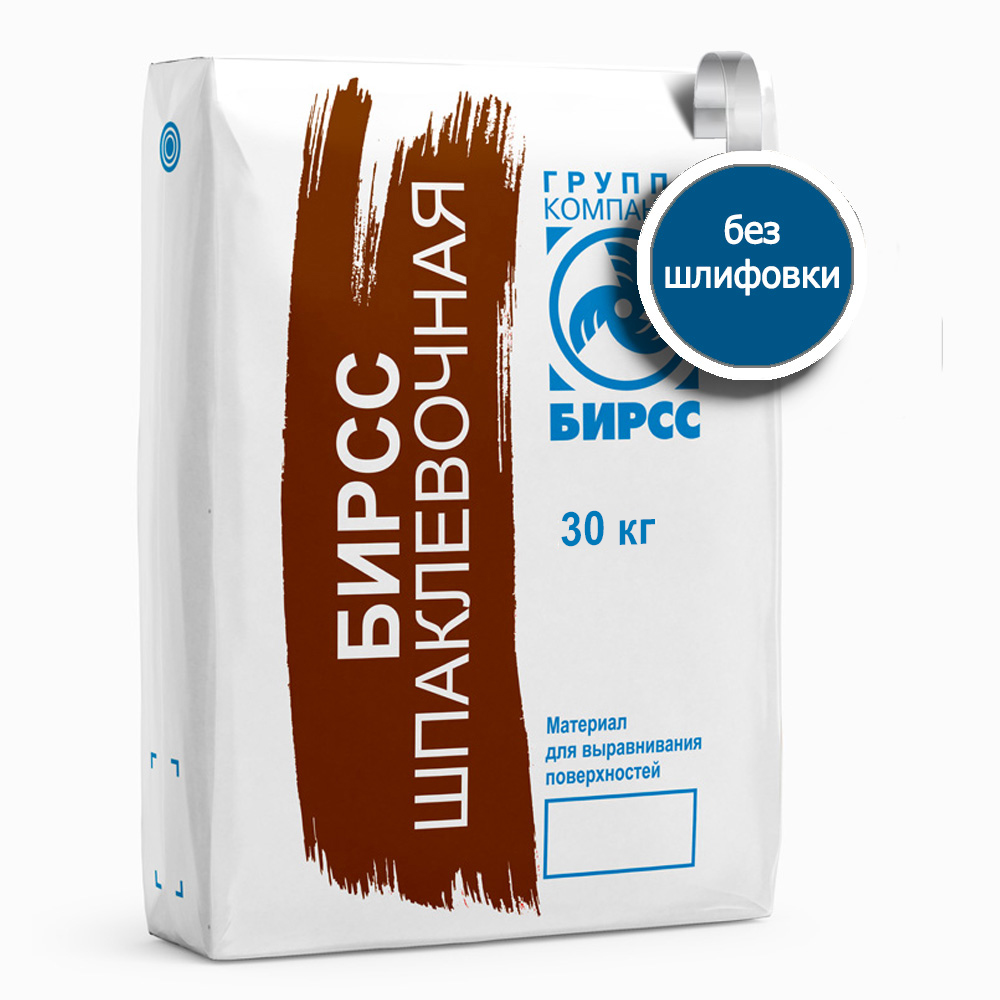 БИРСС
ШПАКЛЕВОЧНАЯ
ГРУПП
КОМПАН
БИРСС
без
шлифовки
30 кг
Материал
для выравнивания
поверхностей